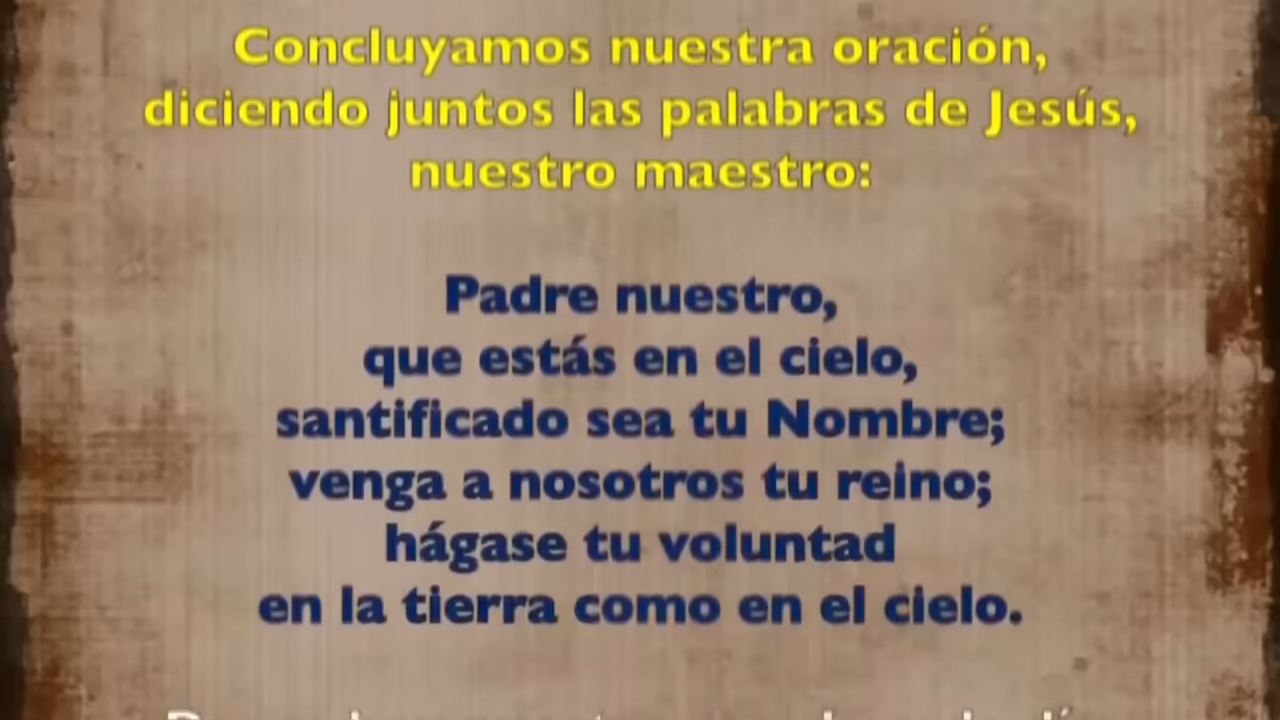 Concluyamos nuestra oración,
diciendo juntos las palabras de Jesús,
nuestro maestro:
Padre nuestro,
que estás en el cielo,
santificado sea tu Nombre;
venga a nosotros tu reino;
hágase tu voluntad
en la tierra como en el cielo.